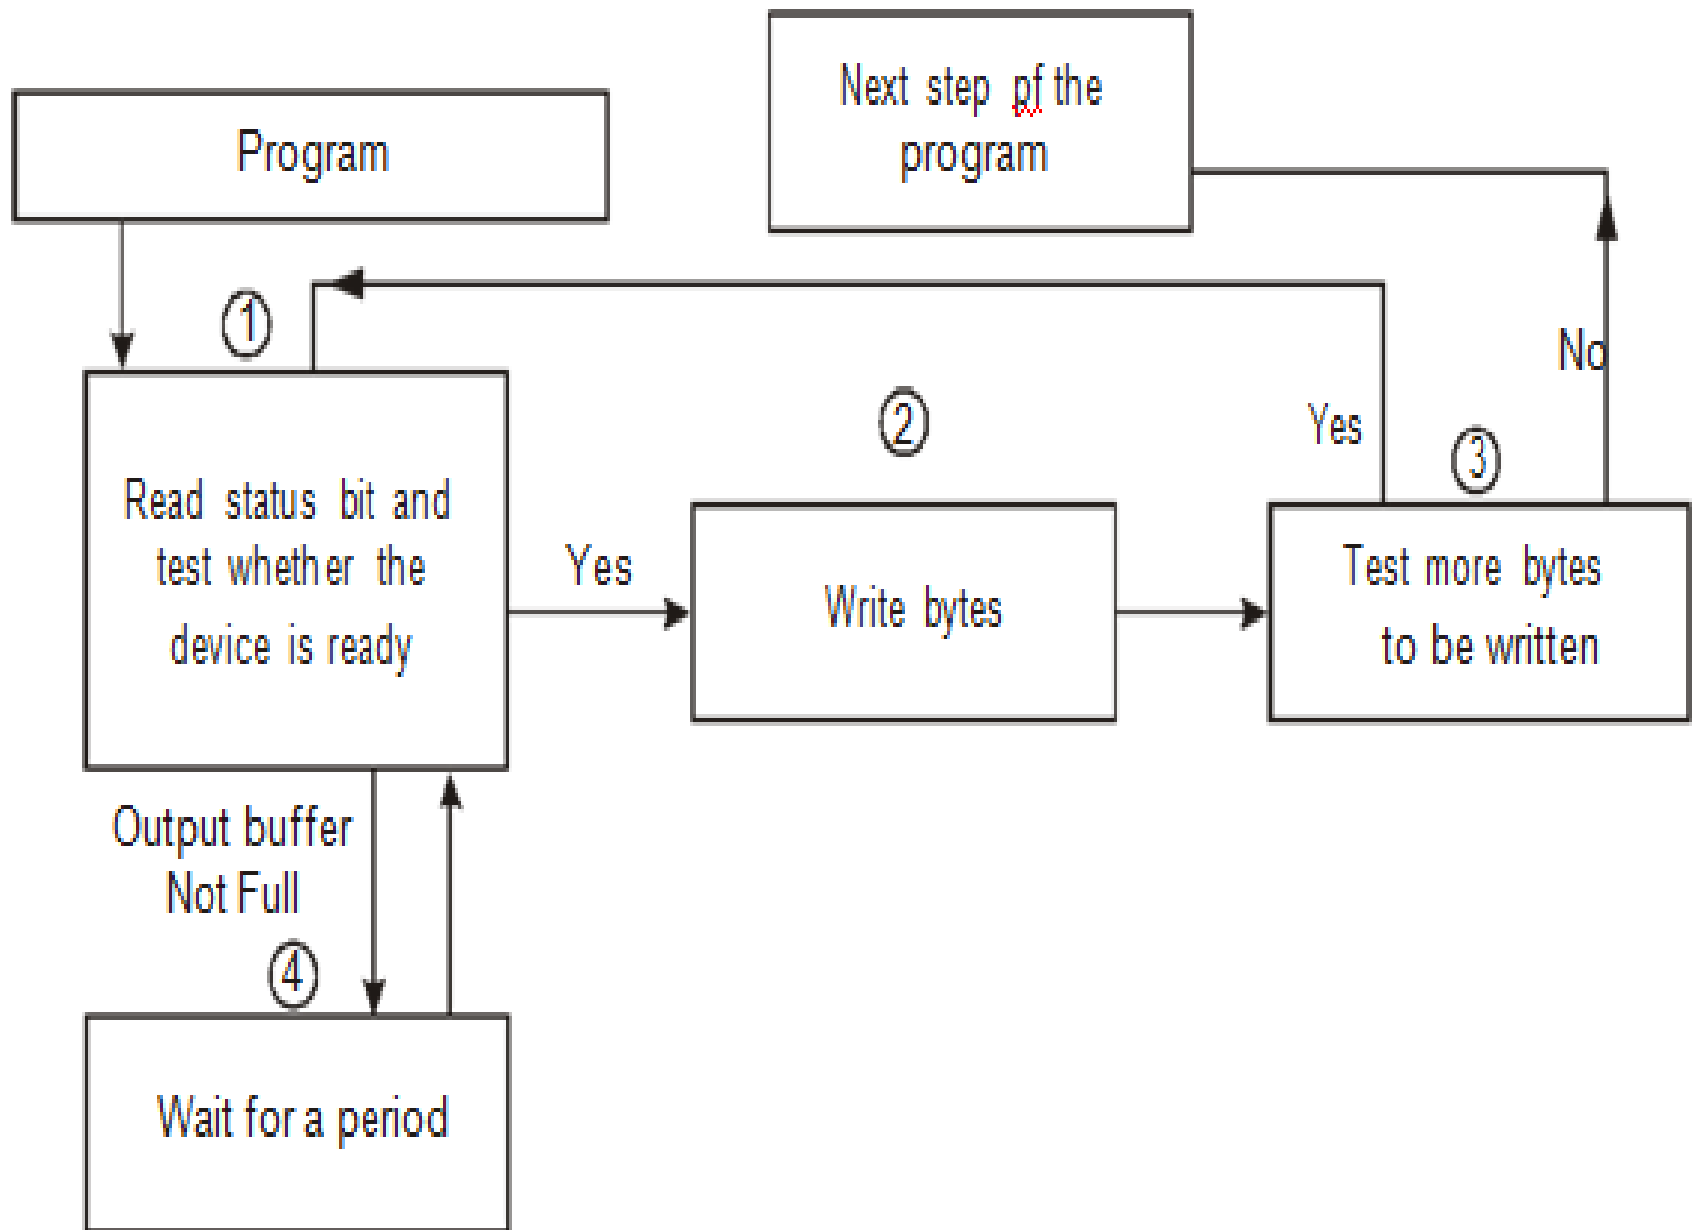 Program
Next step pf the
program
①
Read status bit and
test whether the
device is ready
Yes
②
Write bytes
Yes
③
No
Test more bytes
to be written
Output buffer
Not Full
④
Wait for a period